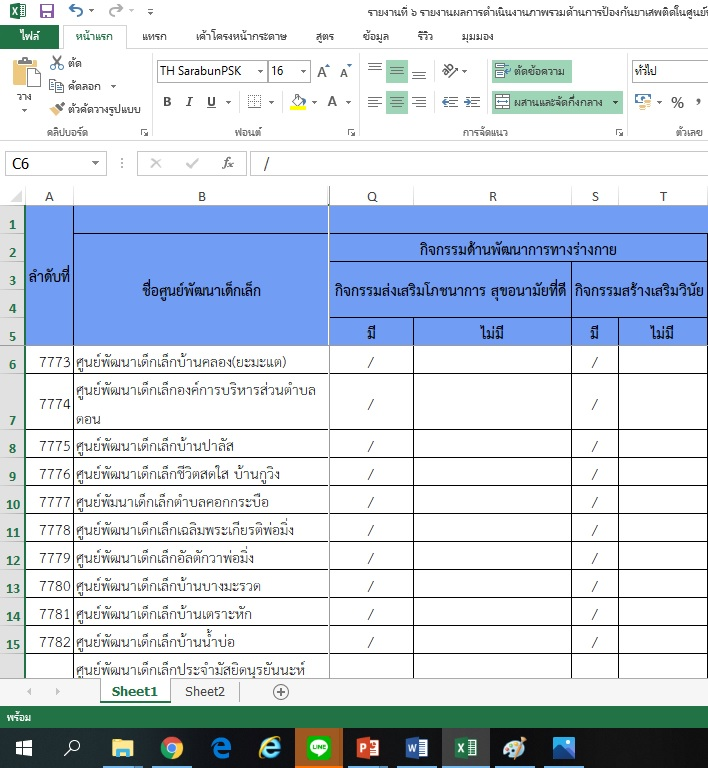 รายงานที่ ๖ รายงานผลการดำเนินงานภาพรวมด้านการป้องกันยาเสพติดในศูนย์
ไฟล์ หน้าแรก แทรก เค้าโครงหน้ากระดาษ สูตร ข้อมูล รีวิว มุมมอง
วาง
ตัด
คัดลอก
ตัวคัดวางรูปแบบ
คลิปบอร์ด
TH SarabunPSK 16
B I U A
ฟอนต์
ตัดข้อความ
ผสานและจัดกึ่งกลาง
การจัดแนว
ทั่วไป
%
ตัวเลข
C6 fx /
A B Q R S T
1
2 กิจกรรมด้านพัฒนาการทางร่างกาย
3 ลำดับที่ ชื่อศูนย์พัฒนาเด็กเล็ก กิจกรรมส่งเสริมโภชนาการ สุขอนามัยที่ดี กิจกรรมสร้างเสริมวินัย
4
5 มี ไม่มี มี ไม่มี
6 7773 ศูนย์พัฒนาเด็กเล็กบ้านคลอง(ยะมะแต) / /
7 7774 ศูนย์พัฒนาเด็กเล็กองค์การบริหารส่วนตำบล
ดอน / /
8 7775 ศูนย์พัฒนาเด็กเล็กบ้านปาลัส / /
9 7776 ศูนย์พัฒนาเด็กเล็กชีวิตสดใส บ้านกูวิง / /
10 7777 ศูนย์พัมนาเด็กเล็กตำบลคอกกระบือ / /
11 7778 ศูนย์พัฒนาเด็กเล็กเฉลิมพระเกียรติพ่อมิ่ง / /
12 7779 ศูนย์พัฒนาเด็กเล็กอัลตักวาพ่อมิ่ง / /
13 7780 ศูนย์พัฒนาเด็กเล็กบ้านบางมะรวด / /
14 7781 ศูนย์พัฒนาเด็กเล็กบ้านเตราะหัก / /
15 7782 ศูนย์พัฒนาเด็กเล็กบ้านน้ำบ่อ / /
ศูนย์พัฒนาเด็กเล็กประจำมัสยิดนูรุยันนะห์
Sheet1 Sheet2
พร้อม
LINE